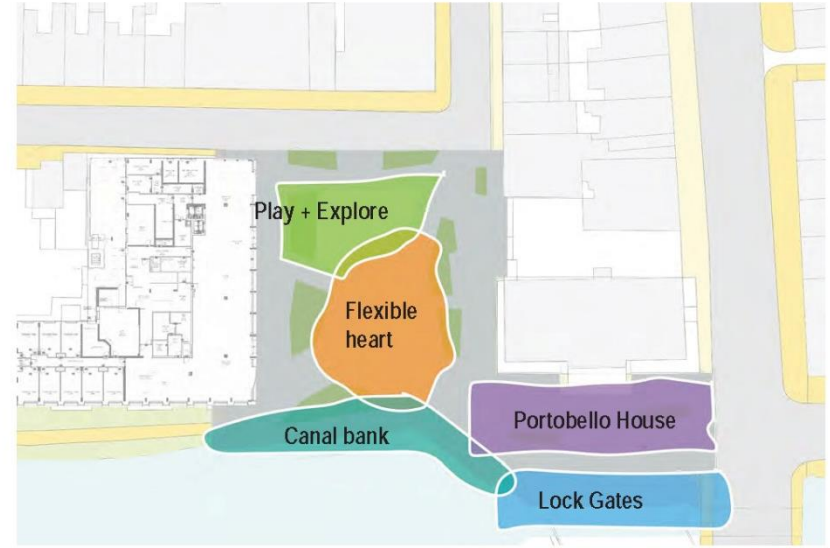 Play + Explore
Flexible
heart
Portobello House
Canal bank
Lock Gates